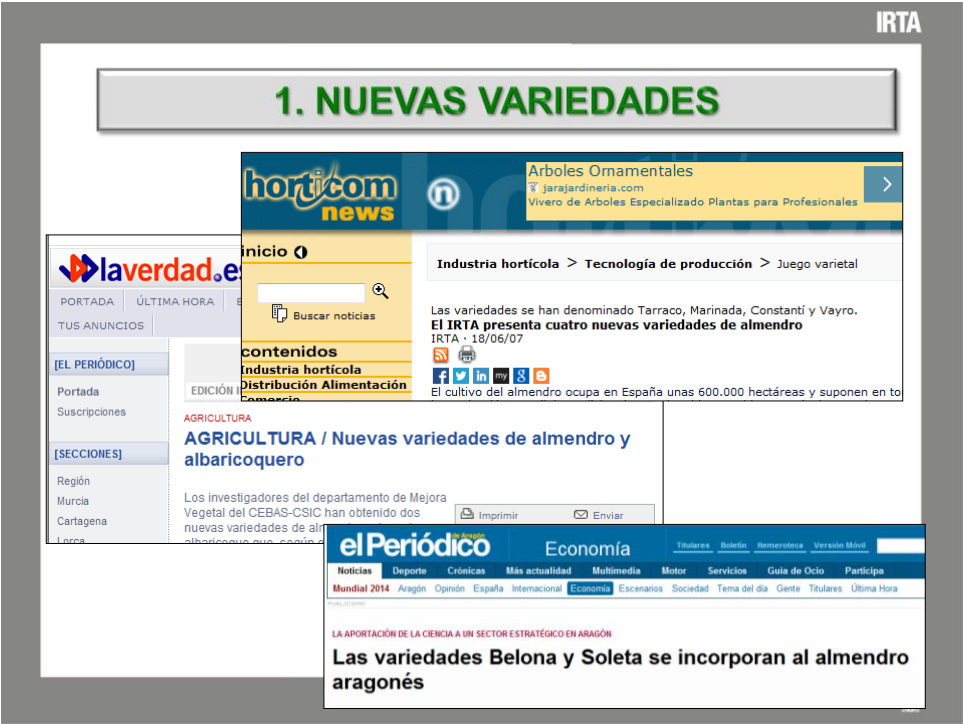 IRTA
1. NUEVAS VARIEDADES
horticom
news
n
Arboles Ornamentales
jarajardineria.com
Vivero de Arboles Especializado Plantas para Profesionales
inicio
Buscar noticias
contenidos
Industria hortícola
Distribución Alimentación
Comercio
Industria hortícola > Tecnología de producción > Juego varietal
Las variedades se han denominado Tarraco, Marinada, Constantí y Vayro.
El IRTA presenta cuatro nuevas variedades de almendro
IRTA · 18/06/07
my
El cultivo del almendro ocupa en España unas 600.000 hectáreas y suponen en to
laverdad.es
PORTADA ÚLTIMA HORA E
TUS ANUNCIOS
[EL PERIÓDICO]
Portada
Suscripciones
[SECCIONES]
Región
Murcia
Cartagena
Lorca
EDICIÓN I
AGRICULTURA
AGRICULTURA / Nuevas variedades de almendro y
albaricoquero
Los investigadores del departamento de Mejora
Vegetal del CEBAS-CSIC han obtenido dos
nuevas variedades de
Imprimir Enviar
el Periódico
de Aragón
Economía
Titulares Boletín Hemeroteca Versión Móvil
Noticias Deporte Crónicas Más actualidad Multimedia Motor Servicios Guia de Ocio Participa
Mundial 2014 Aragón Opinión España Internacional Economía Escenarios Sociedad Tema del día Gente Titulares Última Hora
LA APORTACIÓN DE LA CIENCIA A UN SECTOR ESTRATÉGICO EN ARAGÓN
Las variedades Belona y Soleta se incorporan al almendro
aragonés